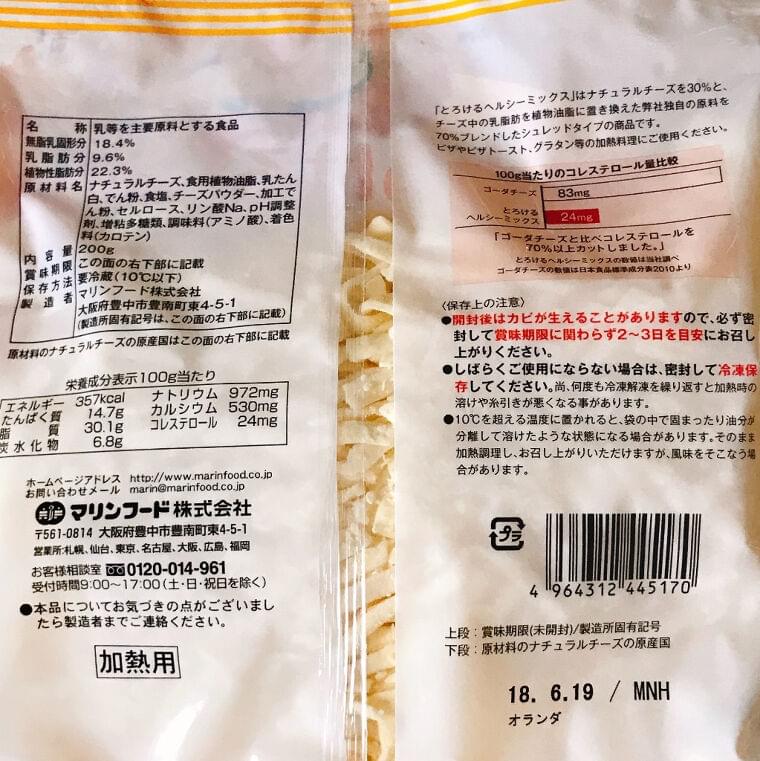 名称 乳等を主要原料とする食品
無脂乳固形分 18.4%
乳脂肪分 9.6%
植物性脂肪分 22.3%
原材料名 ナチュラルチーズ、食用植物油脂、乳たん
白、でん粉、食塩、チーズパウダー、加工で
ん粉、セルロース、リン酸Na、pH調整
剤、増粘多糖類、調味料(アミノ酸)、着色
料(カロテン)
内容量 200g
賞味期限 この面の右下部に記載
保存方法 要冷蔵(10℃以下)
製造者 マリンフード株式会社
大阪府豊中市豊南町東4-5-1
(製造所固有記号は、この面の右下部に記載)
原材料のナチュラルチーズの原産国はこの面の右下部に記載
栄養成分表示100g当たり
エネルギー 357kcal ナトリウム 972mg
たんぱく質 14.7g カルシウム 530mg
脂質 30.1g コレステロール 24mg
炭水化物 6.8g
ホームページアドレス http://www.marinfood.co.jp
お問い合わせメール marin@marinfood.co.jp
マリンフード株式会社
〒561-0814 大阪府豊中市豊南町東4-5-1
営業所:札幌、仙台、東京、名古屋、大阪、広島、福岡
お客様相談室 0120-014-961
受付時間9:00~17:00(土・日・祝日を除く)
●本品についてお気づきの点がございまし
たら製造者までご連絡ください。
加熱用
「とろけるヘルシーミックス」はナチュラルチーズを30%と、
チーズ中の乳脂肪を植物油脂に置き換えた弊社独自の原料を
70%ブレンドしたシュレッドタイプの商品です。
ピザやピザトースト、グラタン等の加熱料理にご使用ください。
100g当たりのコレステロール量比較
ゴーダチーズ 83mg
とろける
ヘルシーミックス 24mg
「ゴーダチーズと比べコレステロールを
70%以上カットしました。」
とろけるヘルシーミックスの数値は当社調べ
ゴーダチーズの数値は日本食品標準成分表2010より
〈保存上の注意〉
●開封後はカビが生えることがありますので、必ず密
封して賞味期限に関わらず2~3日を目安にお召し
上がりください。
●しばらくご使用にならない場合は、密封して冷凍保
存してください。尚、何度も冷凍解凍を繰り返すと加熱時の
溶けや糸引きが悪くなる事があります。
●10℃を超える温度に置かれると、袋の中で固まったり油分が
分離して溶けたような状態になる場合があります。そのまま
加熱調理し、お召し上がりいただけますが、風味をそこなう場
合があります。
プラ
4 964312 445170
上段:賞味期限(未開封)/製造所固有記号
下段:原材料のナチュラルチーズの原産国
18. 6.19 / MNH
オランダ